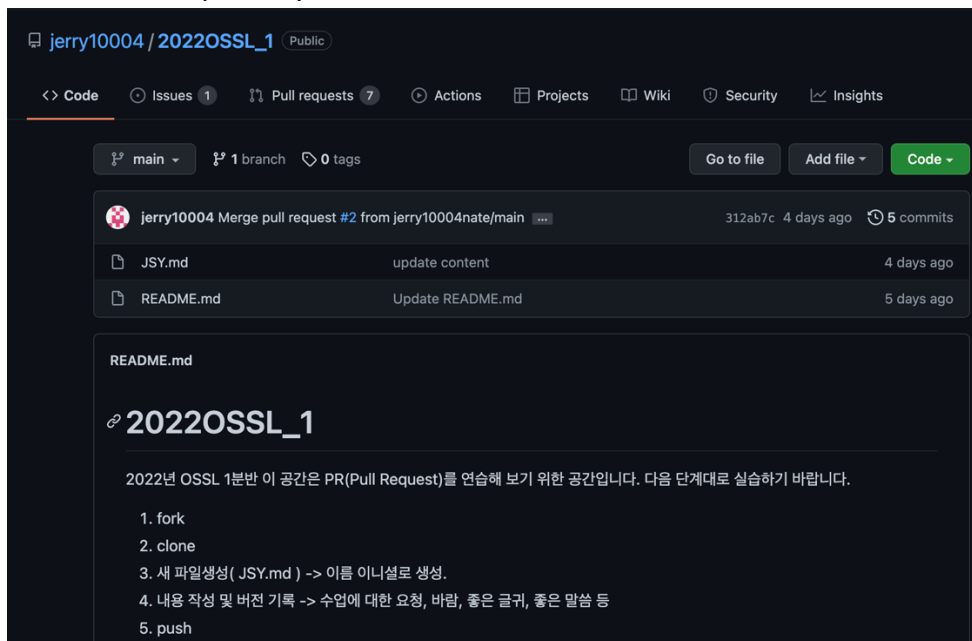 jerry10004 / 2022OSSL_1 Public
Code Issues 1 Pull requests 7 Actions Projects Wiki Security Insights
main 1 branch 0 tags Go to file Add file Code
jerry10004 Merge pull request #2 from jerry10004nate/main ... 312ab7c 4 days ago 5 commits
JSY.md update content 4 days ago
README.md Update README.md 5 days ago
README.md
2022OSSL_1
2022년 OSSL 1분반 이 공간은 PR(Pull Request)를 연습해 보기 위한 공간입니다. 다음 단계대로 실습하기 바랍니다.
1. fork
2. clone
3. 새 파일생성( JSY.md ) -> 이름 이니셜로 생성.
4. 내용 작성 및 버전 기록 -> 수업에 대한 요청, 바람, 좋은 글귀, 좋은 말씀 등
5. push